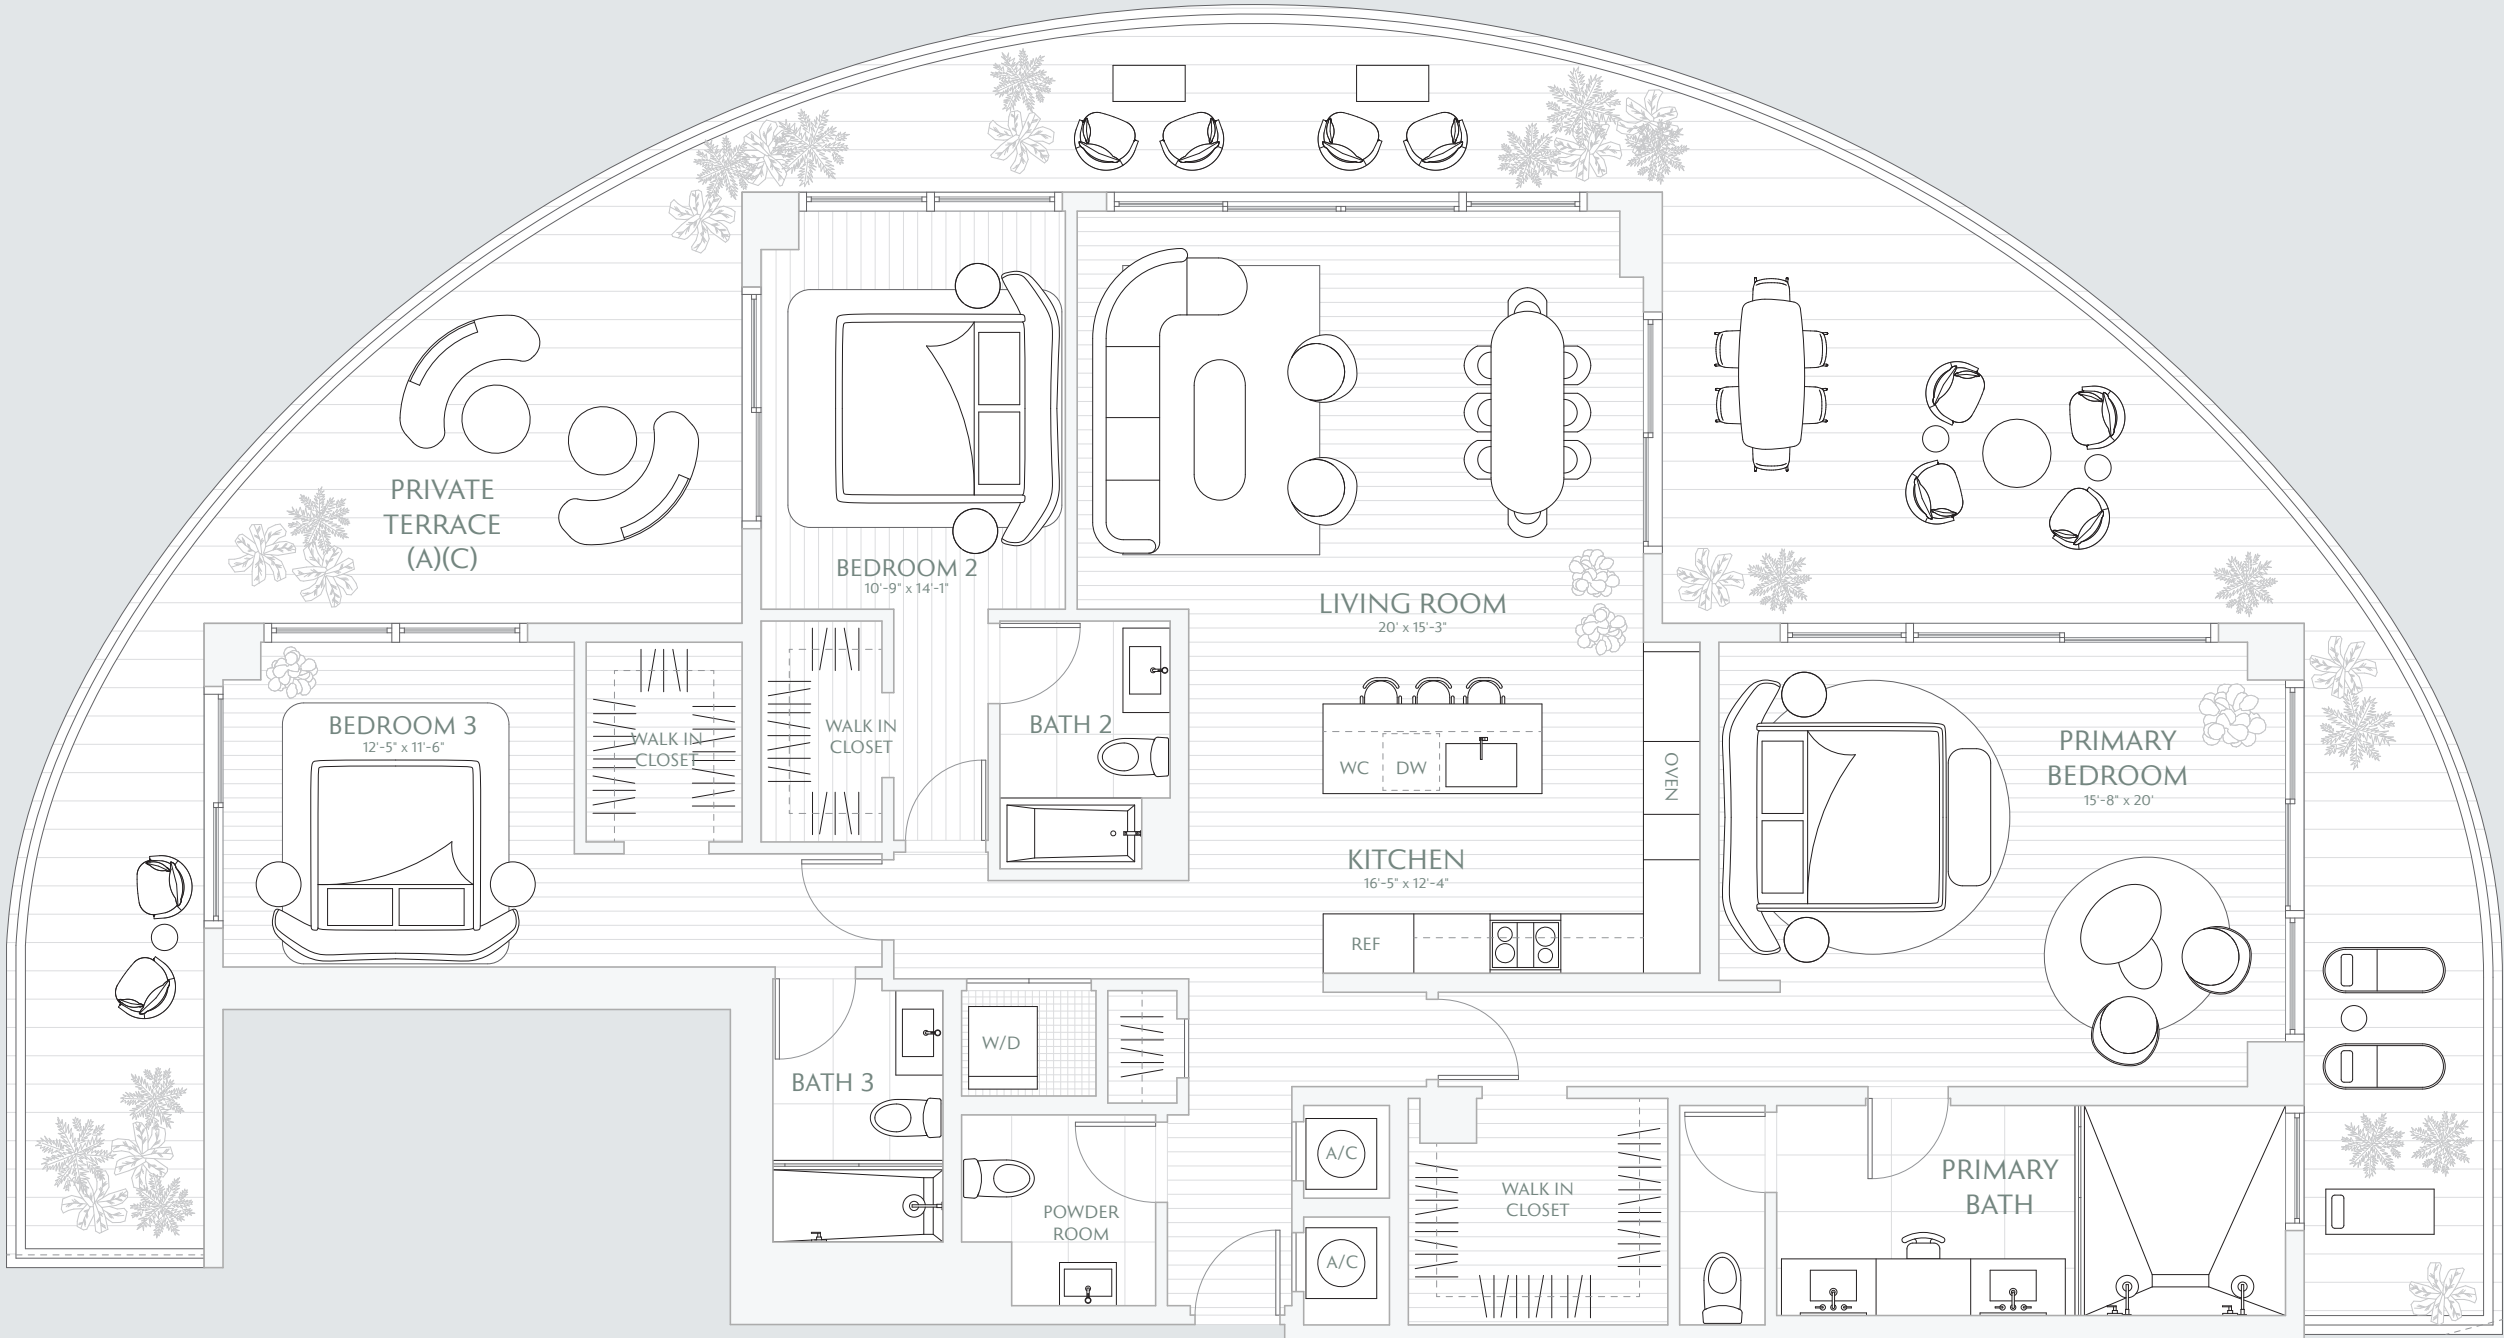 PRIVATE
TERRACE
(A)(C)
BEDROOM 2
10'-9" x 14'-1"
LIVING ROOM
20' x 15'-3"
BEDROOM 3
12'-5" x 11'-6"
WALK IN
CLOSET
WALK IN
CLOSET
BATH 2
WC
DW
OVEN
PRIMARY
BEDROOM
15'-8" x 20'
KITCHEN
16'-5" x 12'-4"
REF
W/D
BATH 3
A/C
POWDER
ROOM
WALK IN
CLOSET
PRIMARY
BATH
A/C